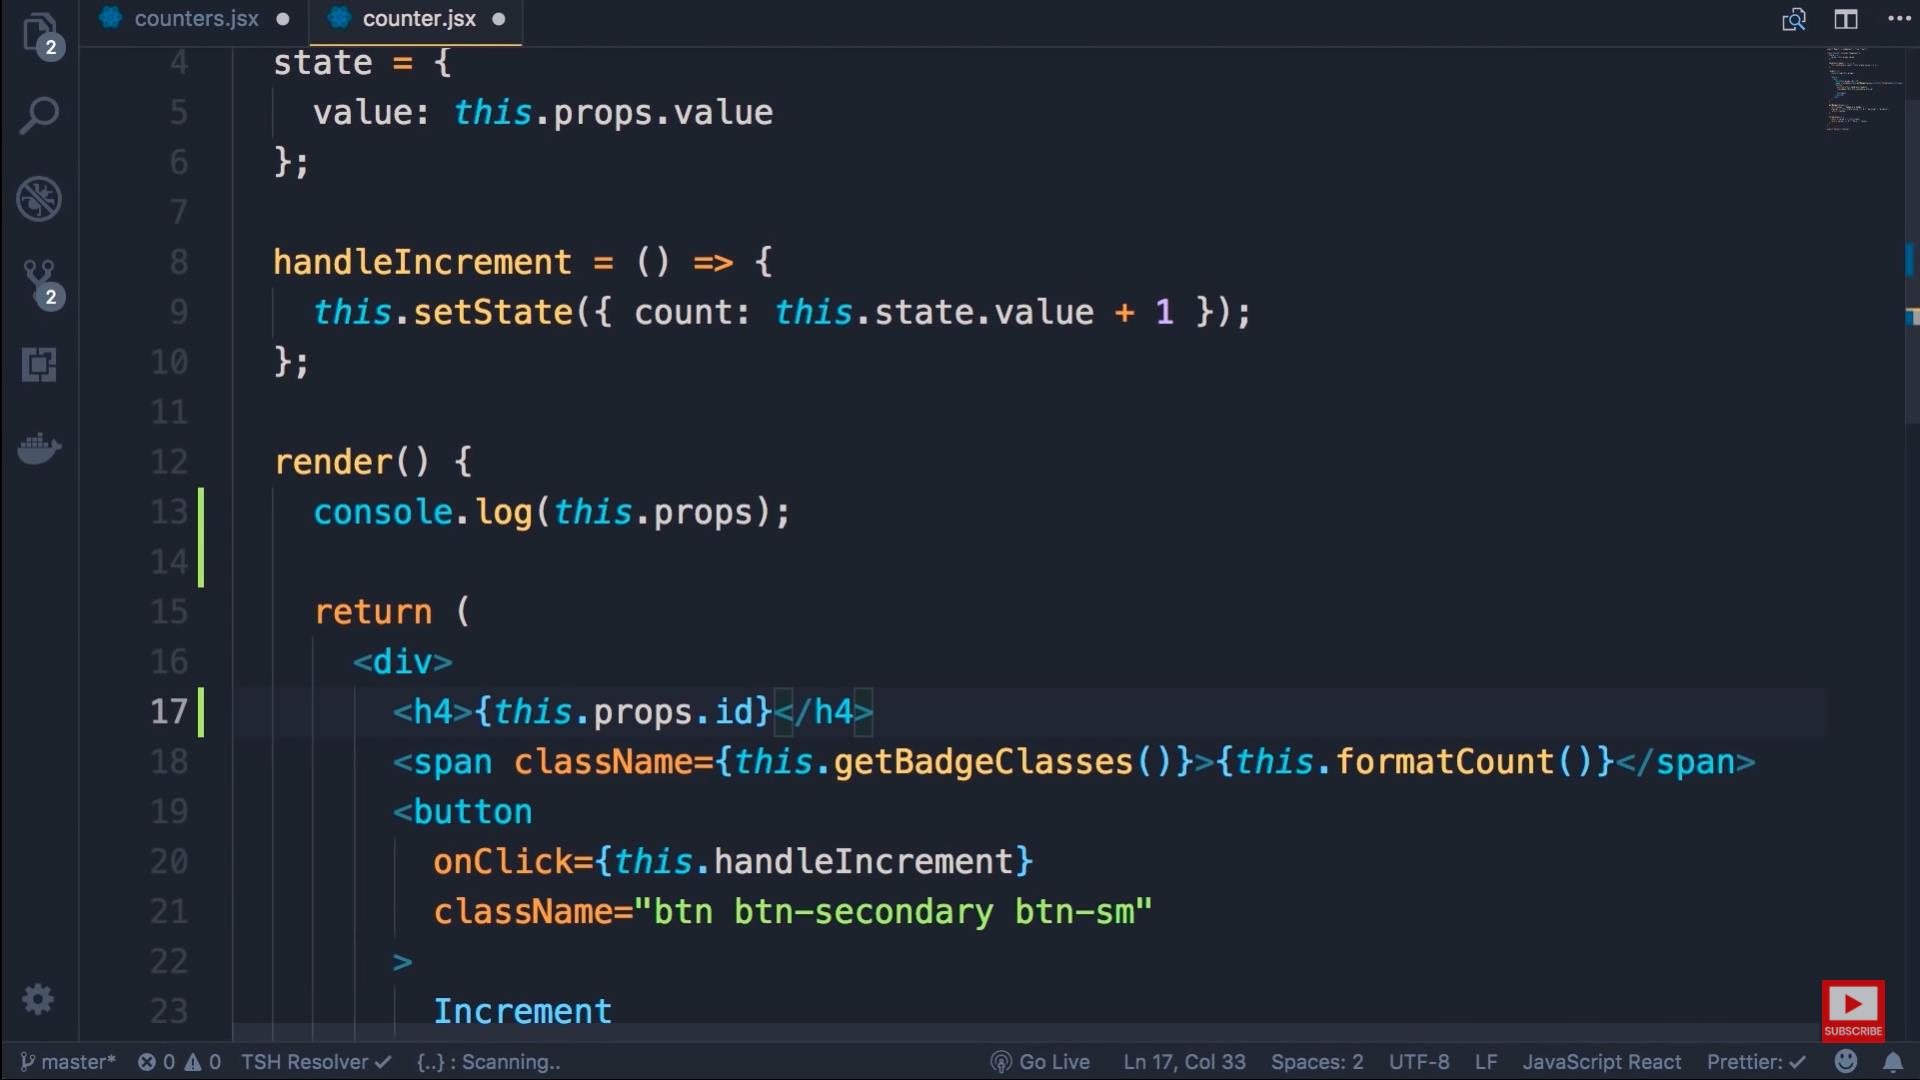 counters.jsx
counter.jsx
2
2
4 state = {
5 value: this.props.value
6 };
7
8 handleIncrement = () => {
9 this.setState({ count: this.state.value + 1 });
10 };
11
12 render() {
13 console.log(this.props);
14
15 return (
16 <div>
17 <h4>{this.props.id}</h4>
18 <span className={this.getBadgeClasses()}>{this.formatCount()}</span>
19 <button
20 onClick={this.handleIncrement}
21 className="btn btn-secondary btn-sm"
22 >
23 Increment
SUBSCRIBE
master* 0 0 TSH Resolver ✓ {..} : Scanning.. Go Live Ln 17, Col 33 Spaces: 2 UTF-8 LF JavaScript React Prettier: ✓